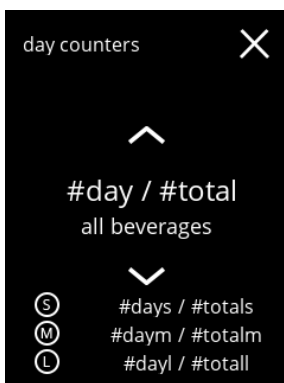 day counters
#day / #total
all beverages
S #days / #totals
M #daym / #totalm
L #dayl / #totall